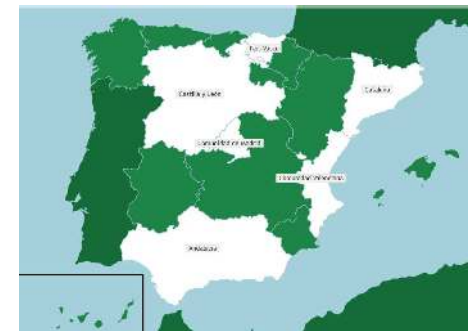 País Vasco
Castilla y León
Cataluña
Comunidad de Madrid
Comunidad Valenciana
Andalucía